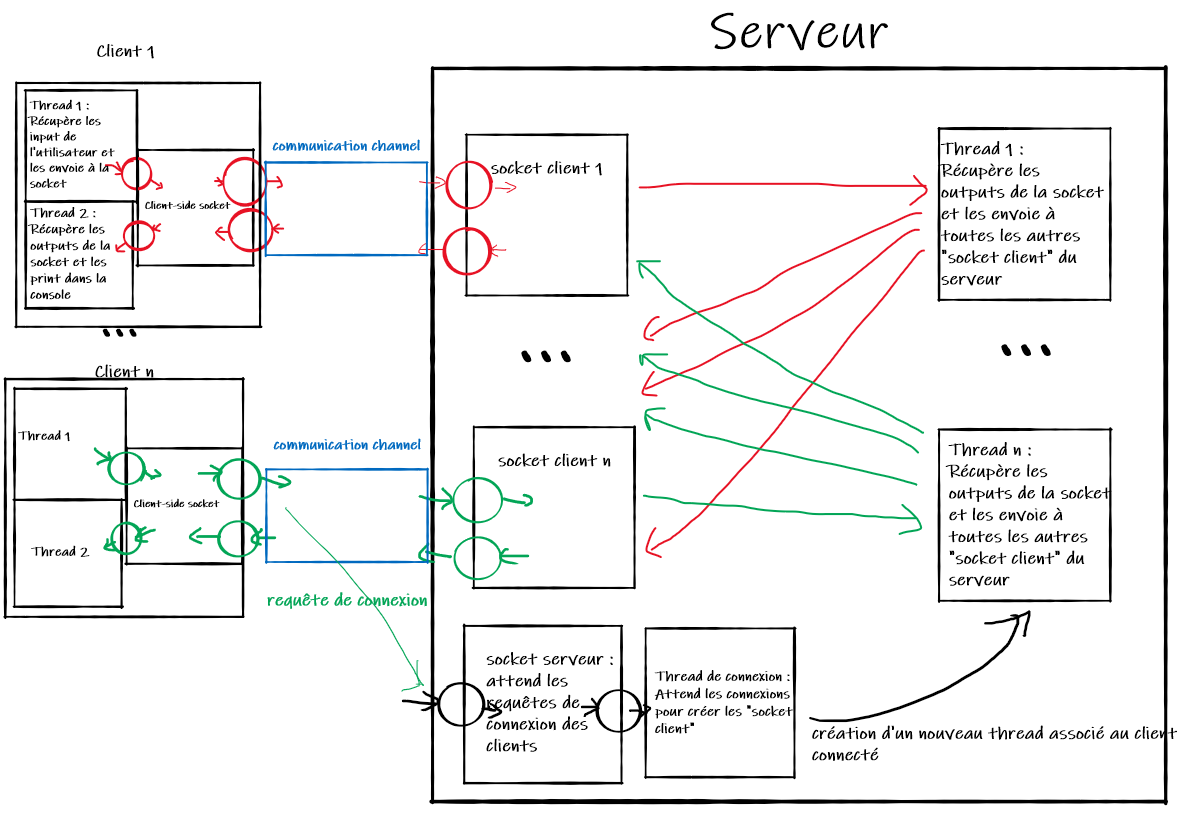 Serveur
Client 1
Thread 1 :
Récupère les
input de
l'utilisateur et
les envoie à la
socket
Thread 2 :
Récupère les
outputs de la
socket et les
print dans la
console
Client-side socket
communication channel
socket client 1
Thread 1 :
Récupère les
outputs de la socket
et les envoie à
toutes les autres
"socket client" du
serveur
Client n
Thread 1
Thread 2
Client-side socket
communication channel
requête de connexion
socket client n
Thread n :
Récupère les
outputs de la socket
et les envoie à
toutes les autres
"socket client" du
serveur
socket serveur :
attend les
requêtes de
connexion des
clients
Thread de connexion :
Attend les connexions
pour créer les "socket
client"
création d'un nouveau thread associé au client
connecté